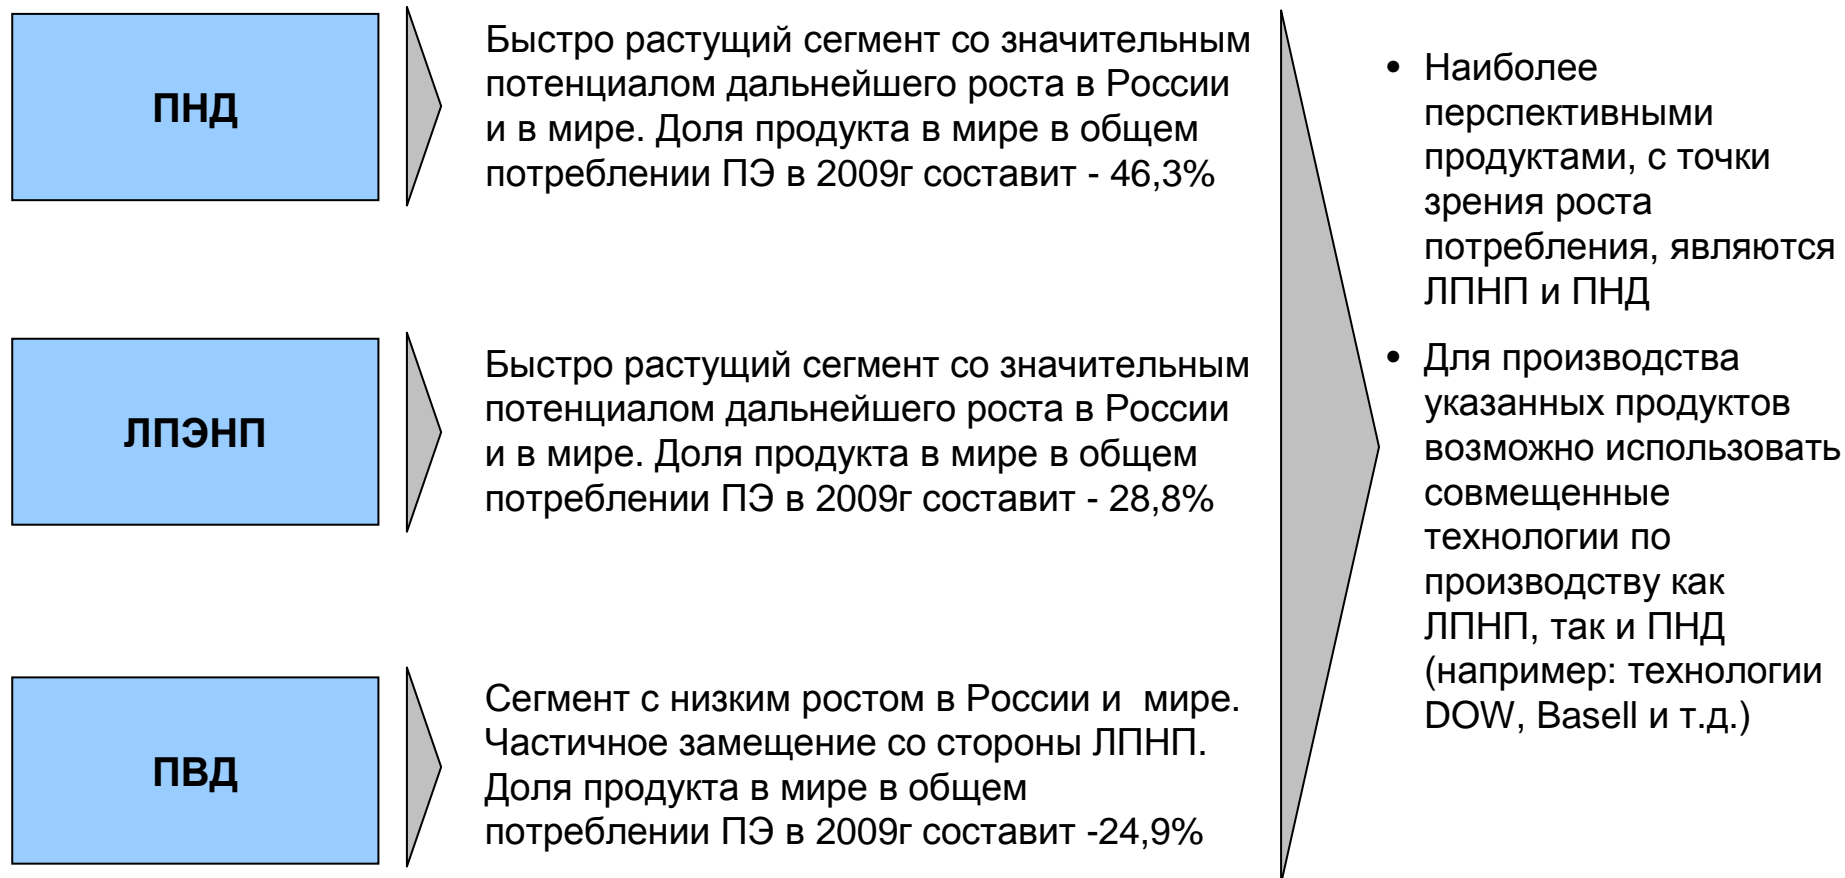 ПНД
Быстро растущий сегмент со значительным
потенциалом дальнейшего роста в России
и в мире. Доля продукта в мире в общем
потреблении ПЭ в 2009г составит - 46,3%
ЛПЭНП
Быстро растущий сегмент со значительным
потенциалом дальнейшего роста в России
и в мире. Доля продукта в мире в общем
потреблении ПЭ в 2009г составит - 28,8%
ПВД
Сегмент с низким ростом в России и  мире.
Частичное замещение со стороны ЛПНП.
Доля продукта в мире в общем
потреблении ПЭ в 2009г составит -24,9%
• Наиболее
перспективными
продуктами, с точки
зрения роста
потребления, являются
ЛПНП и ПНД
• Для производства
указанных продуктов
возможно использовать
совмещенные
технологии по
производству как
ЛПНП, так и ПНД
(например: технологии
DOW, Basell и т.д.)